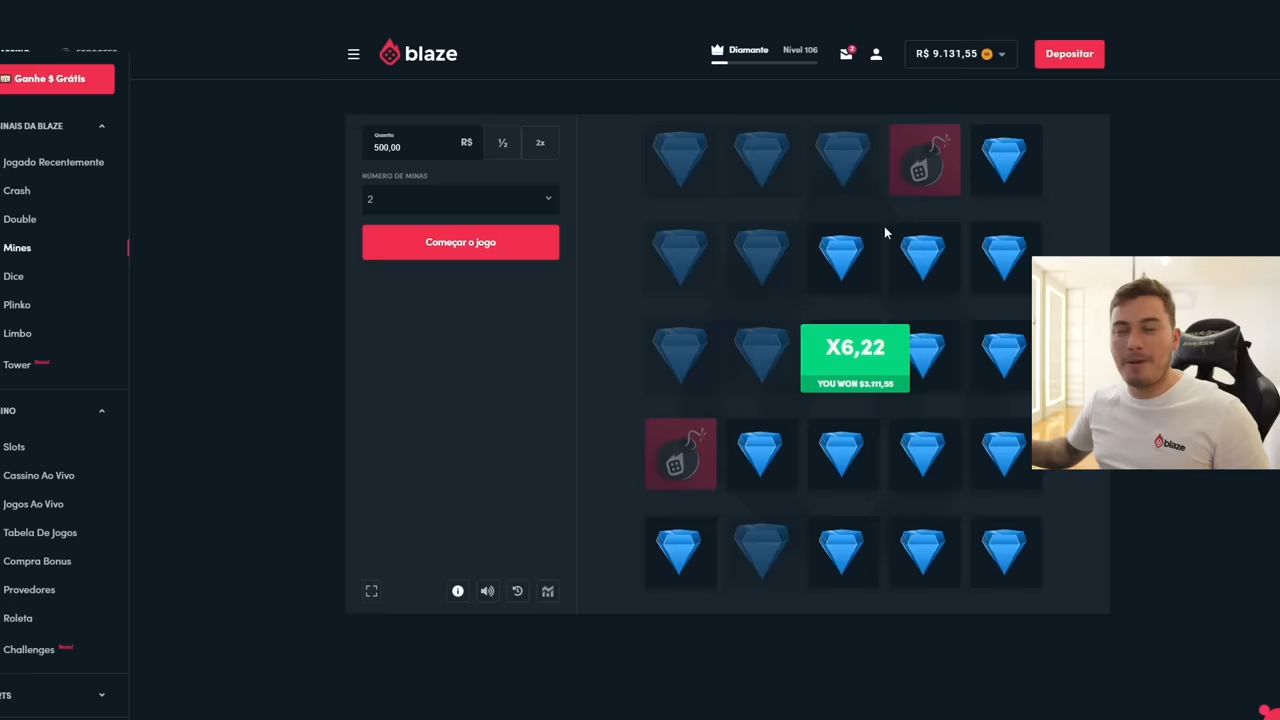 blaze
Diamante
Nível 106
2
R$ 9.131,55
Depositar
Ganhe $ Grátis
INAIS DA BLAZE
Jogado Recentemente
Crash
Double
Mines
Dice
Plinko
Limbo
Tower
INO
Slots
Cassino Ao Vivo
Jogos Ao Vivo
Tabela De Jogos
Compra Bonus
Provedores
Roleta
Challenges
RTS
Quantia
500,00
R$
½
2x
NÚMERO DE MINAS
2
Começar o jogo
X6,22
YOU WON $3.111,55
blaze